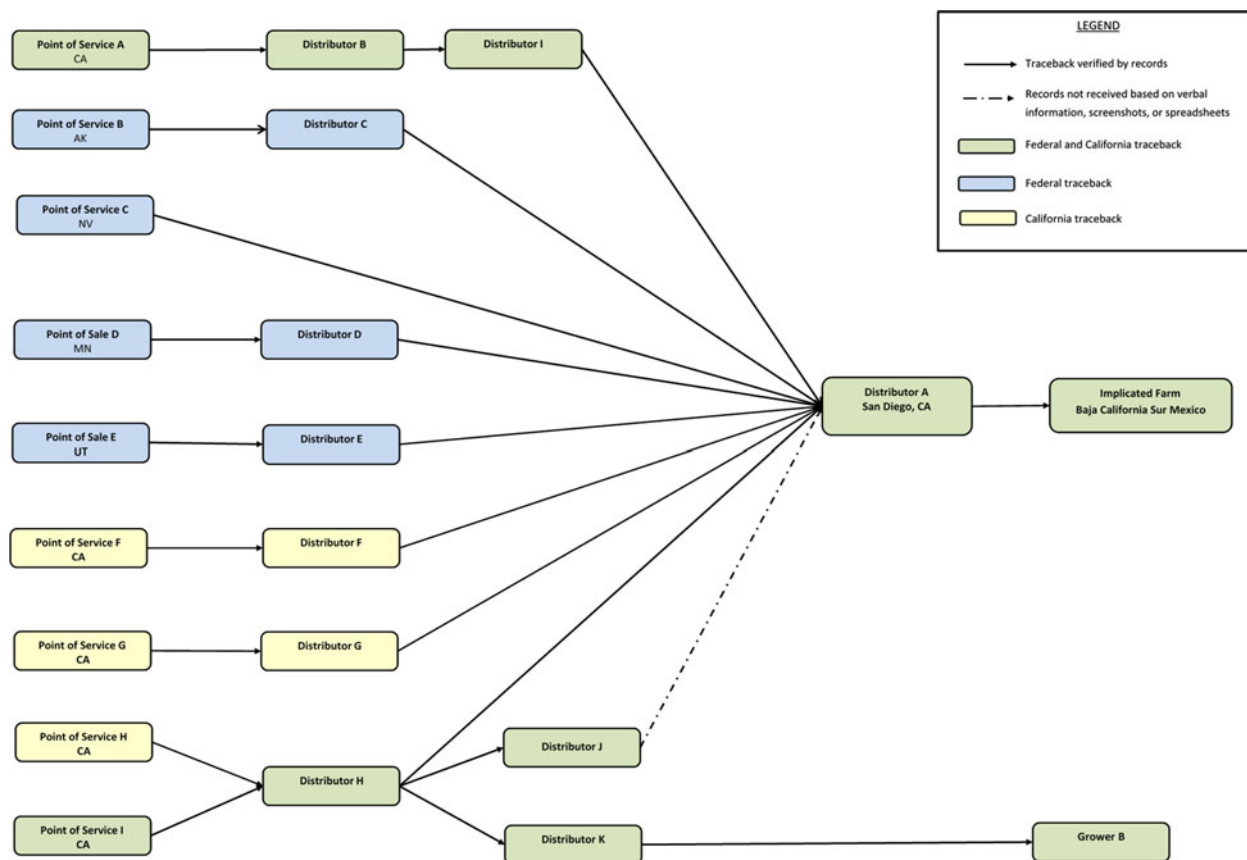 LEGEND
Traceback verified by records
Records not received based on verbal
information, screenshots, or spreadsheets
Federal and California traceback
Federal traceback
California traceback
Point of Service A
CA
Distributor B
Distributor I
Point of Service B
AK
Distributor C
Point of Service C
NV
Point of Sale D
MN
Distributor D
Distributor A
San Diego, CA
Implicated Farm
Baja California Sur Mexico
Point of Sale E
UT
Distributor E
Point of Service F
CA
Distributor F
Point of Service G
CA
Distributor G
Point of Service H
CA
Distributor J
Distributor H
Point of Service I
CA
Distributor K
Grower B